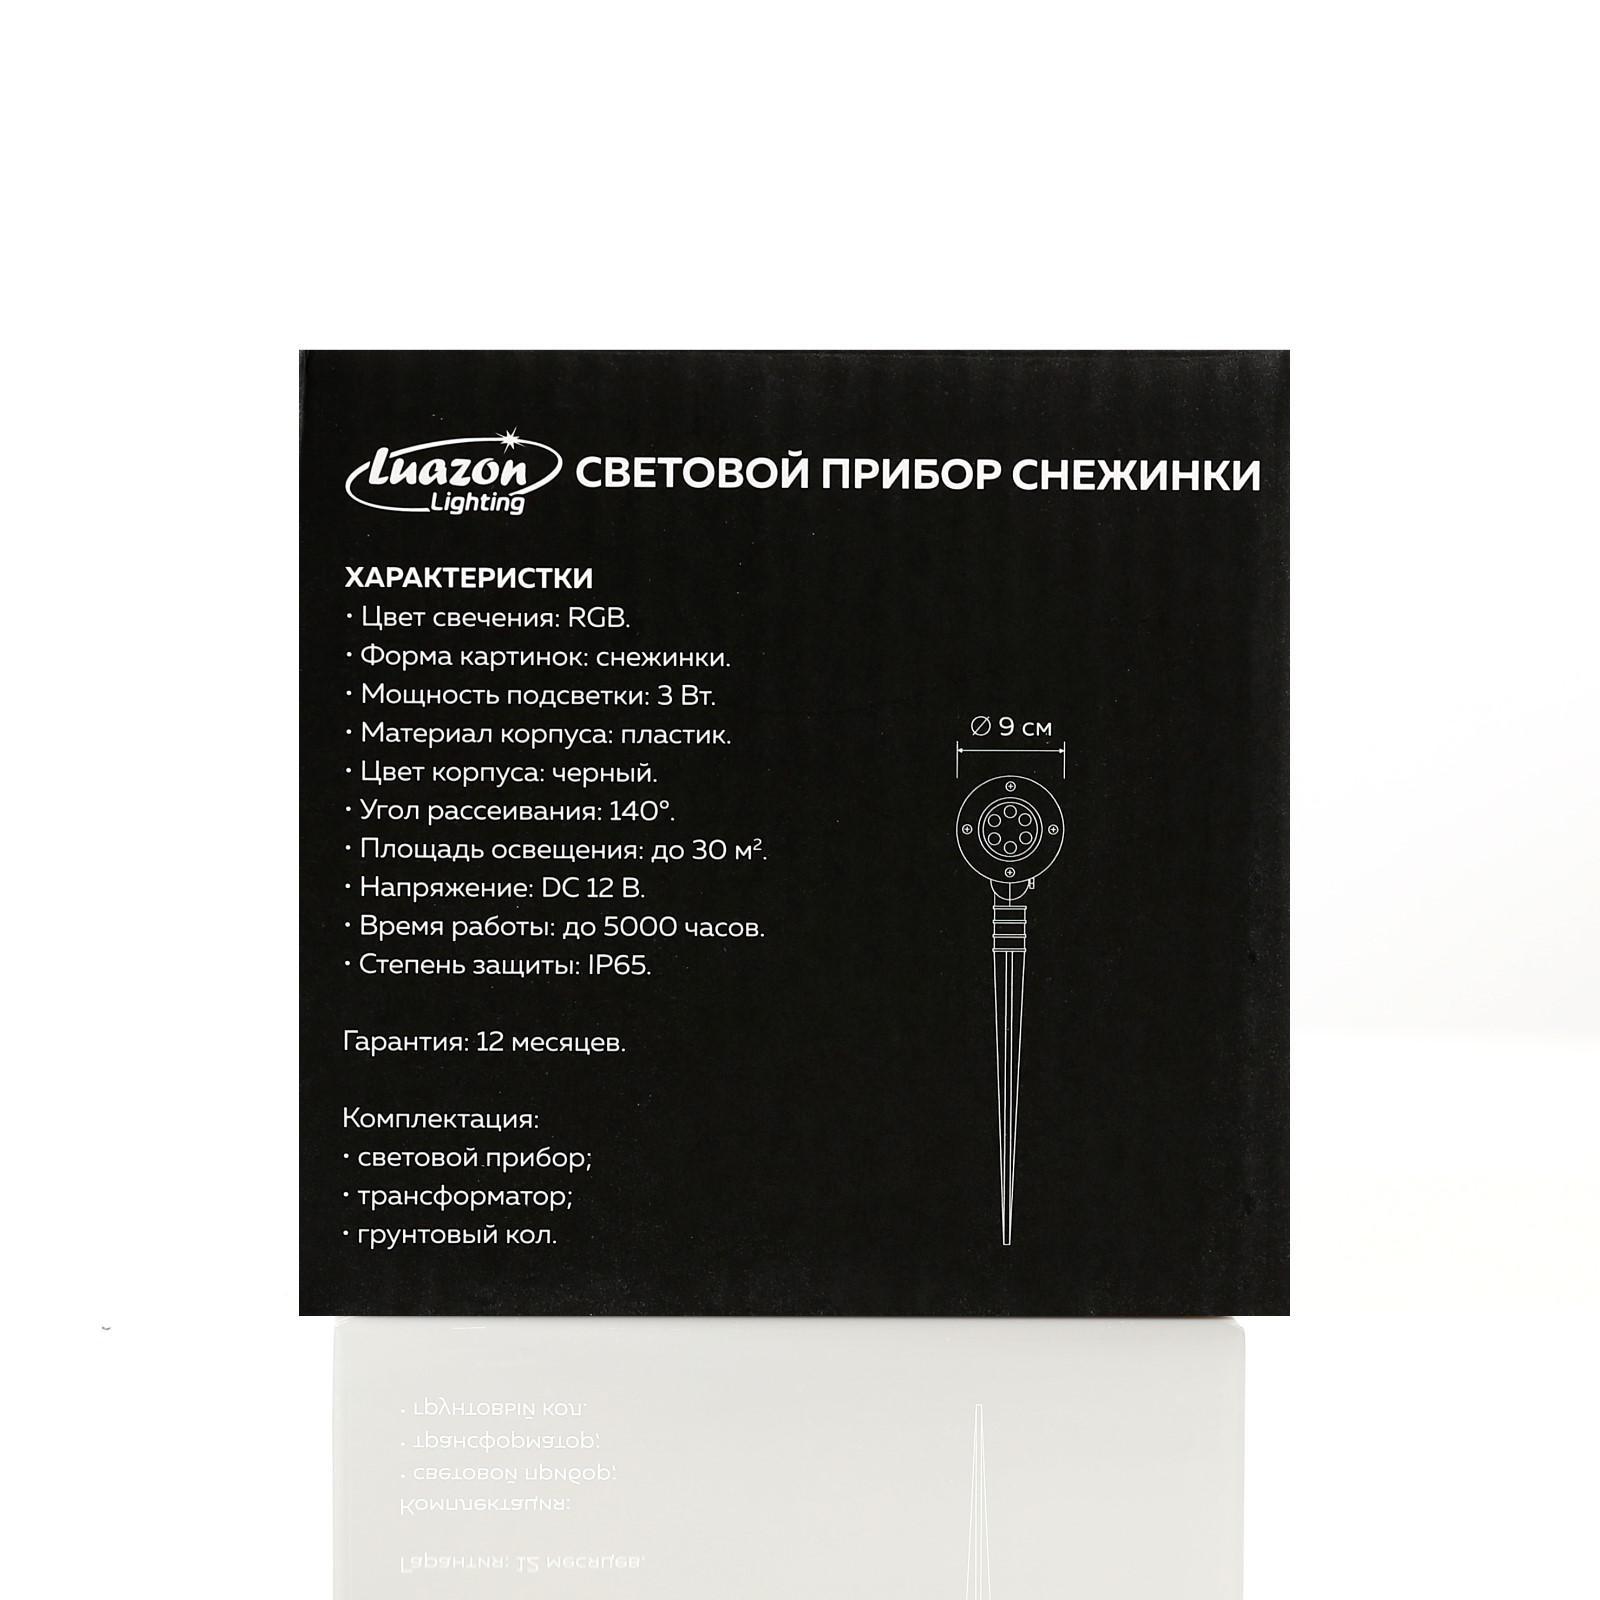 Luazon
Lighting
СВЕТОВОЙ ПРИБОР СНЕЖИНКИ
ХАРАКТЕРИСТКИ
• Цвет свечения: RGB.
• Форма картинок: снежинки.
• Мощность подсветки: 3 Вт.
• Материал корпуса: пластик.
• Цвет корпуса: черный.
• Угол рассеивания: 140°.
• Площадь освещения: до 30 м².
• Напряжение: DC 12 В.
• Время работы: до 5000 часов.
• Степень защиты: IP65.
Гарантия: 12 месяцев.
Комплектация:
• световой прибор;
• трансформатор;
• грунтовый кол.
∅ 9 см